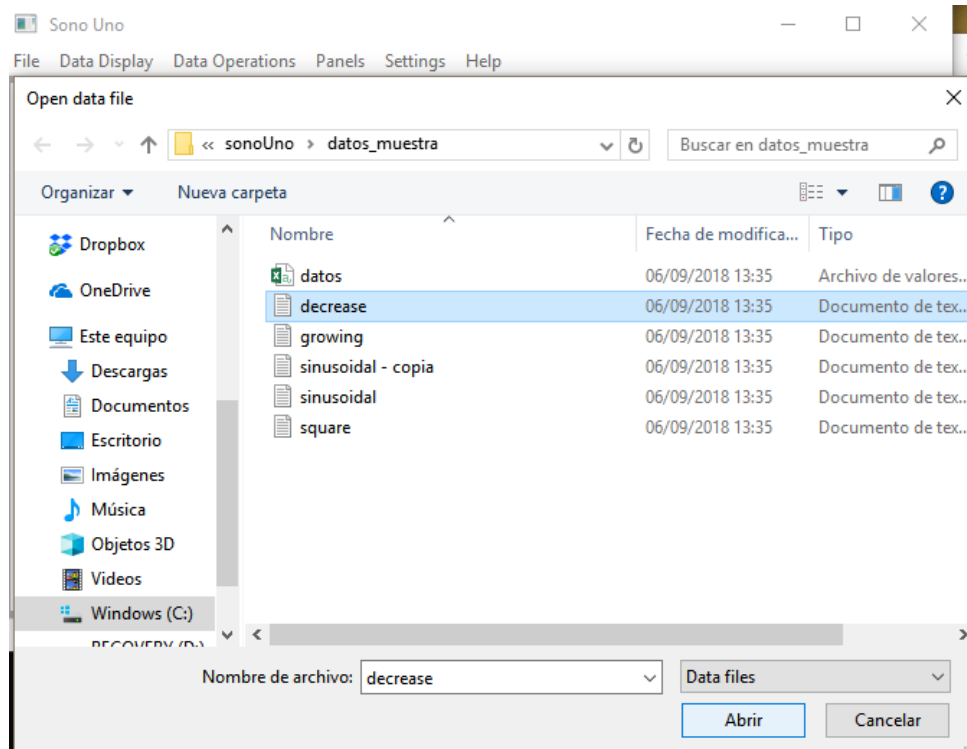 Sono Uno
File Data Display Data Operations Panels Settings Help
Open data file
« sonoUno > datos_muestra
Buscar en datos_muestra
Organizar
Nueva carpeta
Nombre Fecha de modifica... Tipo
Dropbox
OneDrive
Este equipo
Descargas
Documentos
Escritorio
Imágenes
Música
Objetos 3D
Videos
Windows (C:)
RECOVERY (D:)
datos 06/09/2018 13:35 Archivo de valores...
decrease 06/09/2018 13:35 Documento de tex...
growing 06/09/2018 13:35 Documento de tex...
sinusoidal - copia 06/09/2018 13:35 Documento de tex...
sinusoidal 06/09/2018 13:35 Documento de tex...
square 06/09/2018 13:35 Documento de tex...
Nombre de archivo: decrease
Data files
Abrir Cancelar